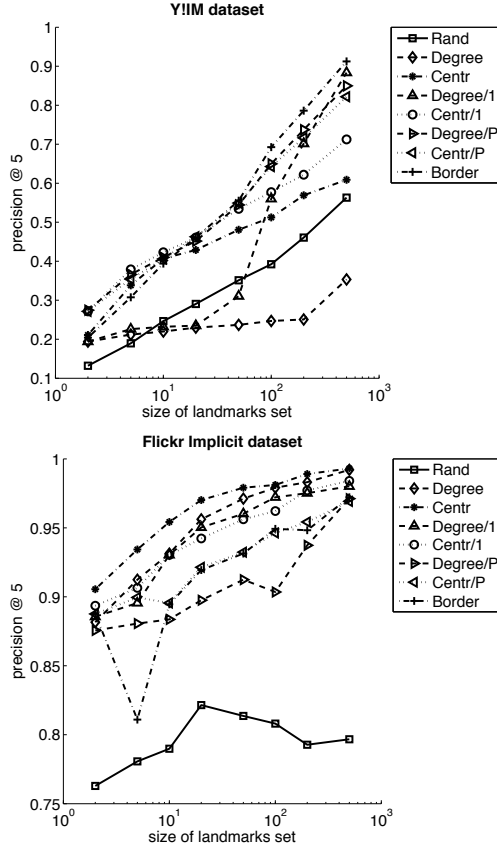 Y!IM dataset
precision @ 5
1
0.9
0.8
0.7
0.6
0.5
0.4
0.3
0.2
0.1
10^0
10^1
10^2
10^3
size of landmarks set
Rand
Degree
Centr
Degree/1
Centr/1
Degree/P
Centr/P
Border
Flickr Implicit dataset
precision @ 5
1
0.95
0.9
0.85
0.8
0.75
10^0
10^1
10^2
10^3
size of landmarks set
Rand
Degree
Centr
Degree/1
Centr/1
Degree/P
Centr/P
Border